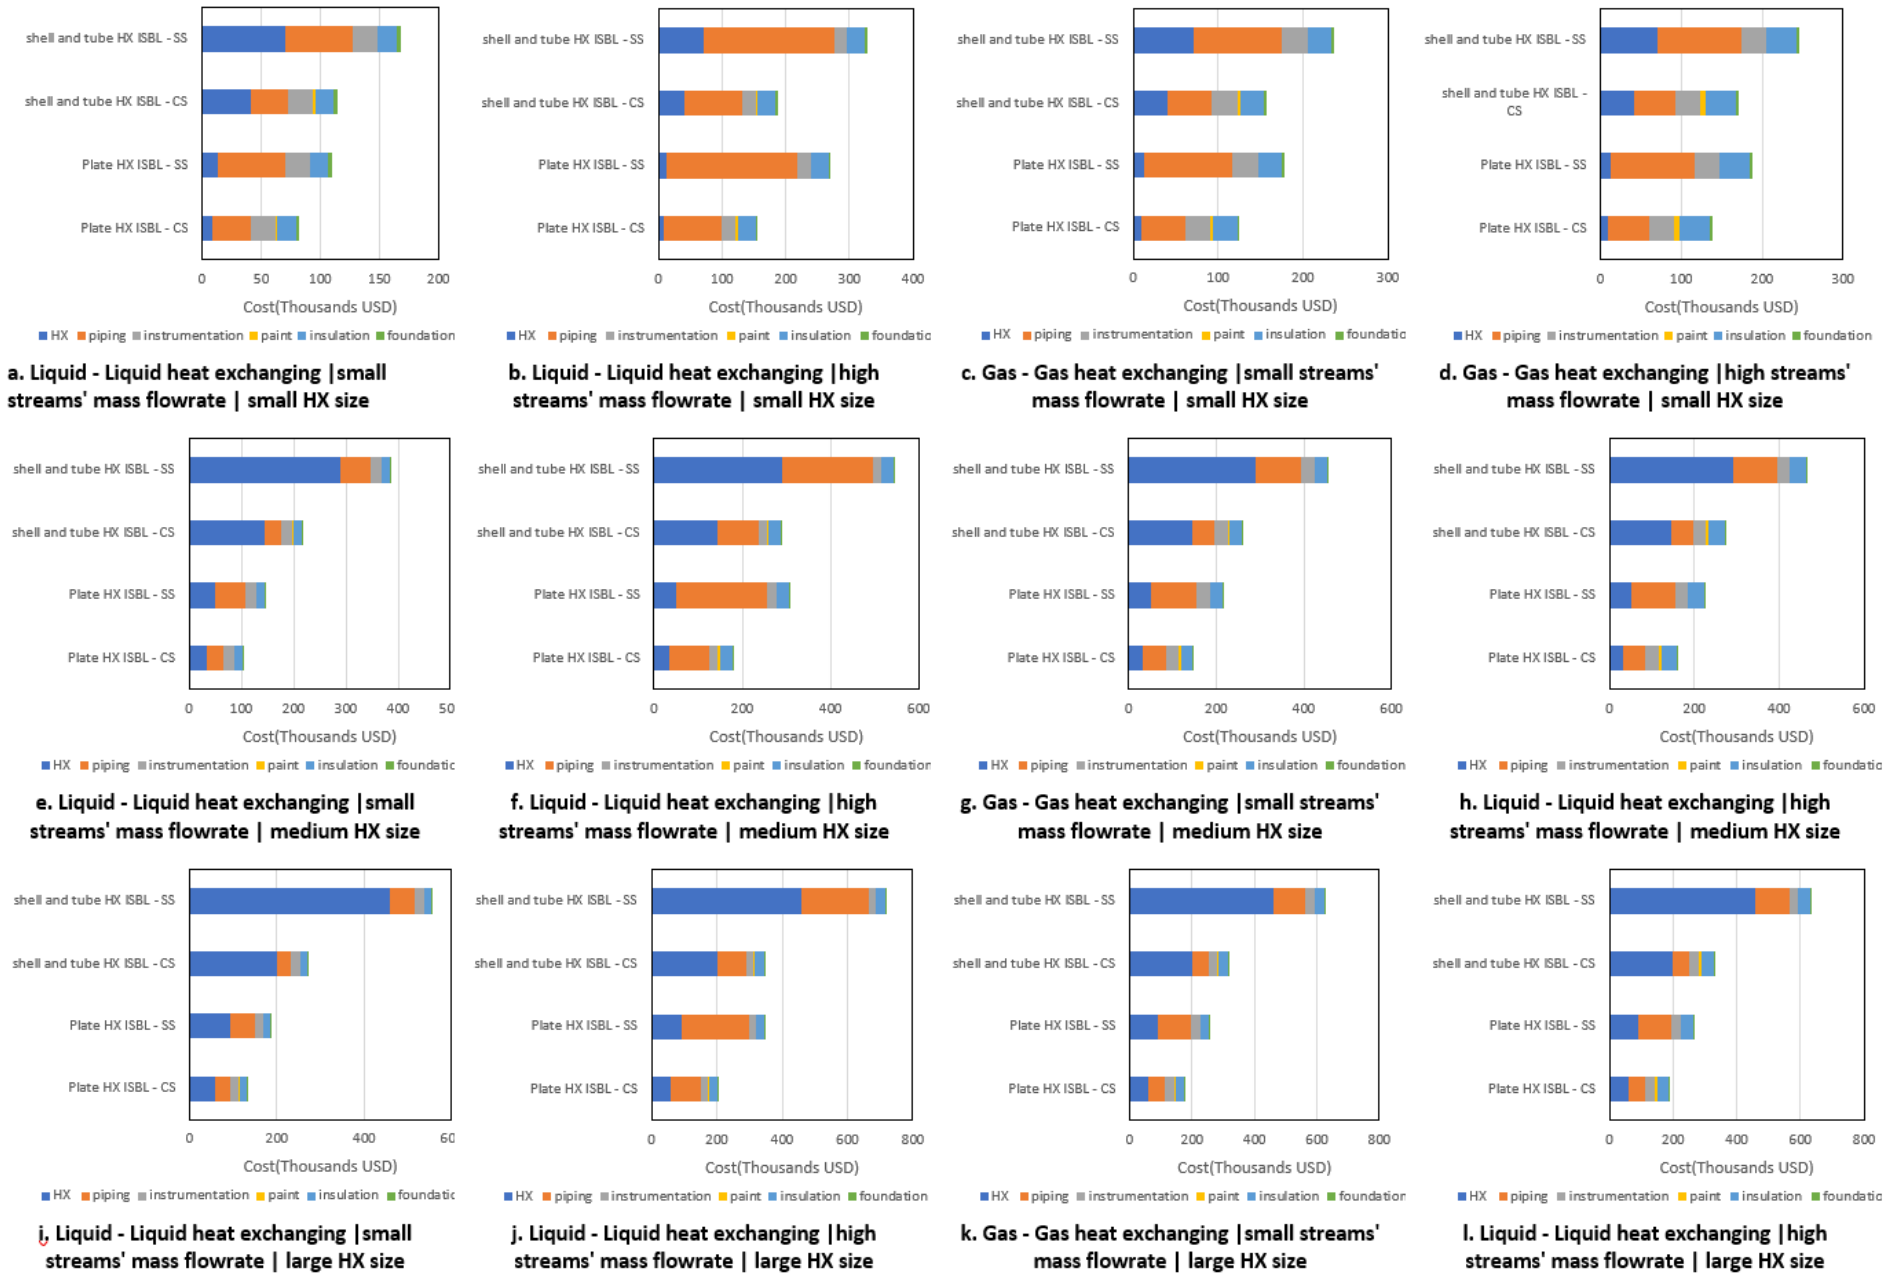 shell and tube HX ISBL - SS
shell and tube HX ISBL - CS
Plate HX ISBL - SS
Plate HX ISBL - CS
0 50 100 150 200
Cost(Thousands USD)
HX piping instrumentation paint insulation foundation
a. Liquid - Liquid heat exchanging |small
streams' mass flowrate | small HX size
shell and tube HX ISBL - SS
shell and tube HX ISBL - CS
Plate HX ISBL - SS
Plate HX ISBL - CS
0 100 200 300 400
Cost(Thousands USD)
HX piping instrumentation paint insulation foundation
b. Liquid - Liquid heat exchanging |high
streams' mass flowrate | small HX size
shell and tube HX ISBL - SS
shell and tube HX ISBL - CS
Plate HX ISBL - SS
Plate HX ISBL - CS
0 100 200 300
Cost(Thousands USD)
HX piping instrumentation paint insulation foundatio
c. Gas - Gas heat exchanging |small streams'
mass flowrate | small HX size
shell and tube HX ISBL - SS
shell and tube HX ISBL -
CS
Plate HX ISBL - SS
Plate HX ISBL - CS
0 100 200 300
Cost(Thousands USD)
HX piping instrumentation paint insulation foundation
d. Gas - Gas heat exchanging |high streams'
mass flowrate | small HX size
shell and tube HX ISBL - SS
shell and tube HX ISBL - CS
Plate HX ISBL - SS
Plate HX ISBL - CS
0 100 200 300 400 50
Cost(Thousands USD)
HX piping instrumentation paint insulation foundatic
e. Liquid - Liquid heat exchanging |small
streams' mass flowrate | medium HX size
shell and tube HX ISBL - SS
shell and tube HX ISBL - CS
Plate HX ISBL - SS
Plate HX ISBL - CS
0 200 400 600
Cost(Thousands USD)
HX piping instrumentation paint insulation foundation
f. Liquid - Liquid heat exchanging |high
streams' mass flowrate | medium HX size
shell and tube HX ISBL - SS
shell and tube HX ISBL - CS
Plate HX ISBL - SS
Plate HX ISBL - CS
0 200 400 600
Cost(Thousands USD)
HX piping instrumentation paint insulation foundatio
g. Gas - Gas heat exchanging |small streams'
mass flowrate | medium HX size
shell and tube HX ISBL - SS
shell and tube HX ISBL - CS
Plate HX ISBL - SS
Plate HX ISBL - CS
0 200 400 600
Cost(Thousands USD)
HX piping instrumentation paint insulation foundatic
h. Liquid - Liquid heat exchanging |high
streams' mass flowrate | medium HX size
shell and tube HX ISBL - SS
shell and tube HX ISBL - CS
Plate HX ISBL - SS
Plate HX ISBL - CS
0 200 400 60
Cost(Thousands USD)
HX piping instrumentation paint insulation foundatic
i. Liquid - Liquid heat exchanging |small
streams' mass flowrate | large HX size
shell and tube HX ISBL - SS
shell and tube HX ISBL - CS
Plate HX ISBL - SS
Plate HX ISBL - CS
0 200 400 600 800
Cost(Thousands USD)
HX piping instrumentation paint insulation foundation
j. Liquid - Liquid heat exchanging |high
streams' mass flowrate | large HX size
shell and tube HX ISBL - SS
shell and tube HX ISBL - CS
Plate HX ISBL - SS
Plate HX ISBL - CS
0 200 400 600 800
Cost(Thousands USD)
HX piping instrumentation paint insulation foundatio
k. Gas - Gas heat exchanging |small streams'
mass flowrate | large HX size
shell and tube HX ISBL - SS
shell and tube HX ISBL - CS
Plate HX ISBL - SS
Plate HX ISBL - CS
0 200 400 600 800
Cost(Thousands USD)
HX piping instrumentation paint insulation foundatic
l. Liquid - Liquid heat exchanging |high
streams' mass flowrate | large HX size